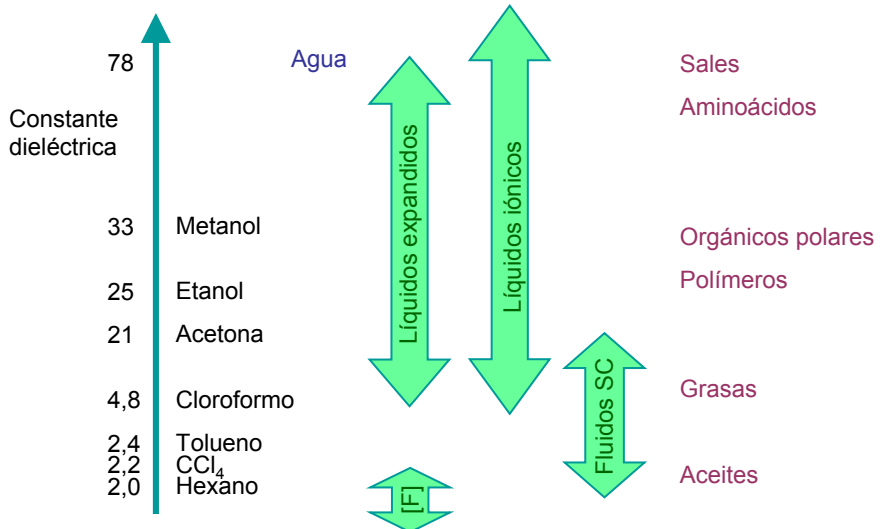 78
Agua
Sales
Aminoácidos
Constante
dieléctrica
33 Metanol
Orgánicos polares
Polímeros
25 Etanol
21 Acetona
4,8 Cloroformo
Grasas
2,4 Tolueno
2,2 CCl₄
2,0 Hexano
Aceites
Líquidos expandidos
Líquidos iónicos
Fluidos SC
[F]